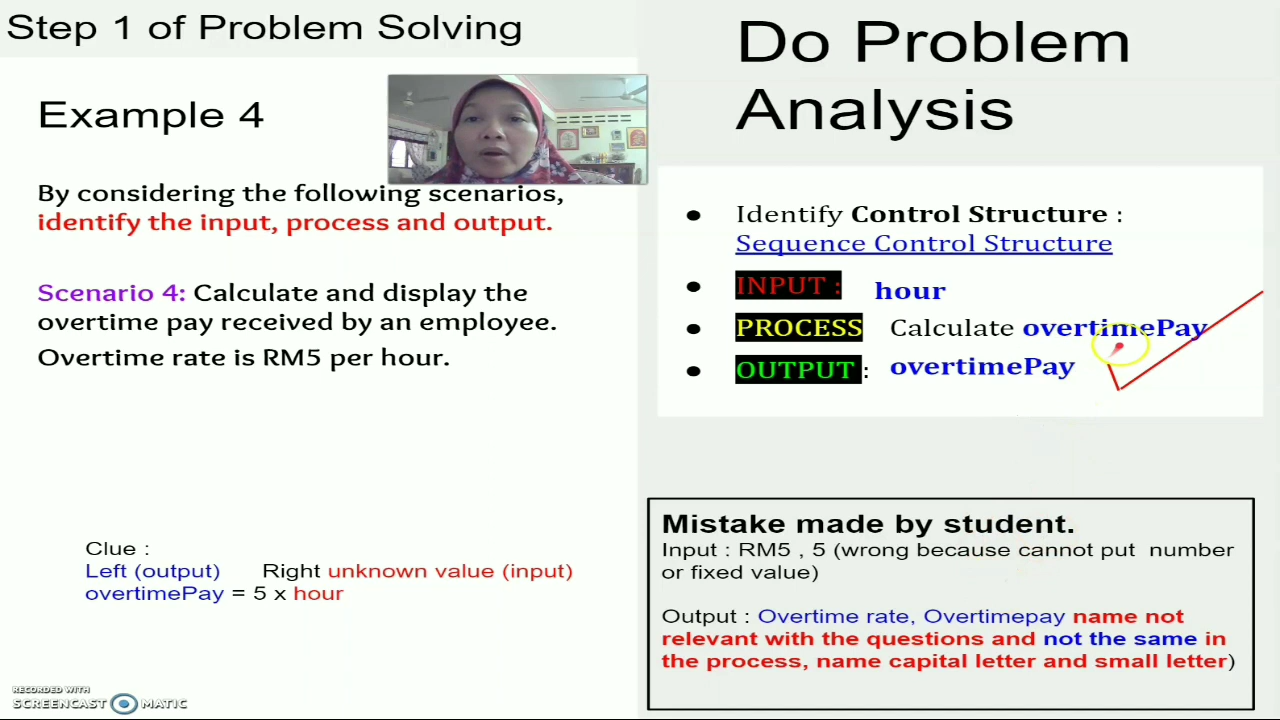 Step 1 of Problem Solving
Example 4
By considering the following scenarios,
identify the input, process and output.
Scenario 4: Calculate and display the
overtime pay received by an employee.
Overtime rate is RM5 per hour.
Clue :
Left (output) Right unknown value (input)
overtimePay = 5 x hour
RECORDED WITH
SCREENCAST MATIC
Do Problem
Analysis
● Identify Control Structure :
Sequence Control Structure
● INPUT : hour
● PROCESS Calculate overtimePay
● OUTPUT : overtimePay
Mistake made by student.
Input : RM5 , 5 (wrong because cannot put number
or fixed value)
Output : Overtime rate, Overtimepay name not
relevant with the questions and not the same in
the process, name capital letter and small letter)